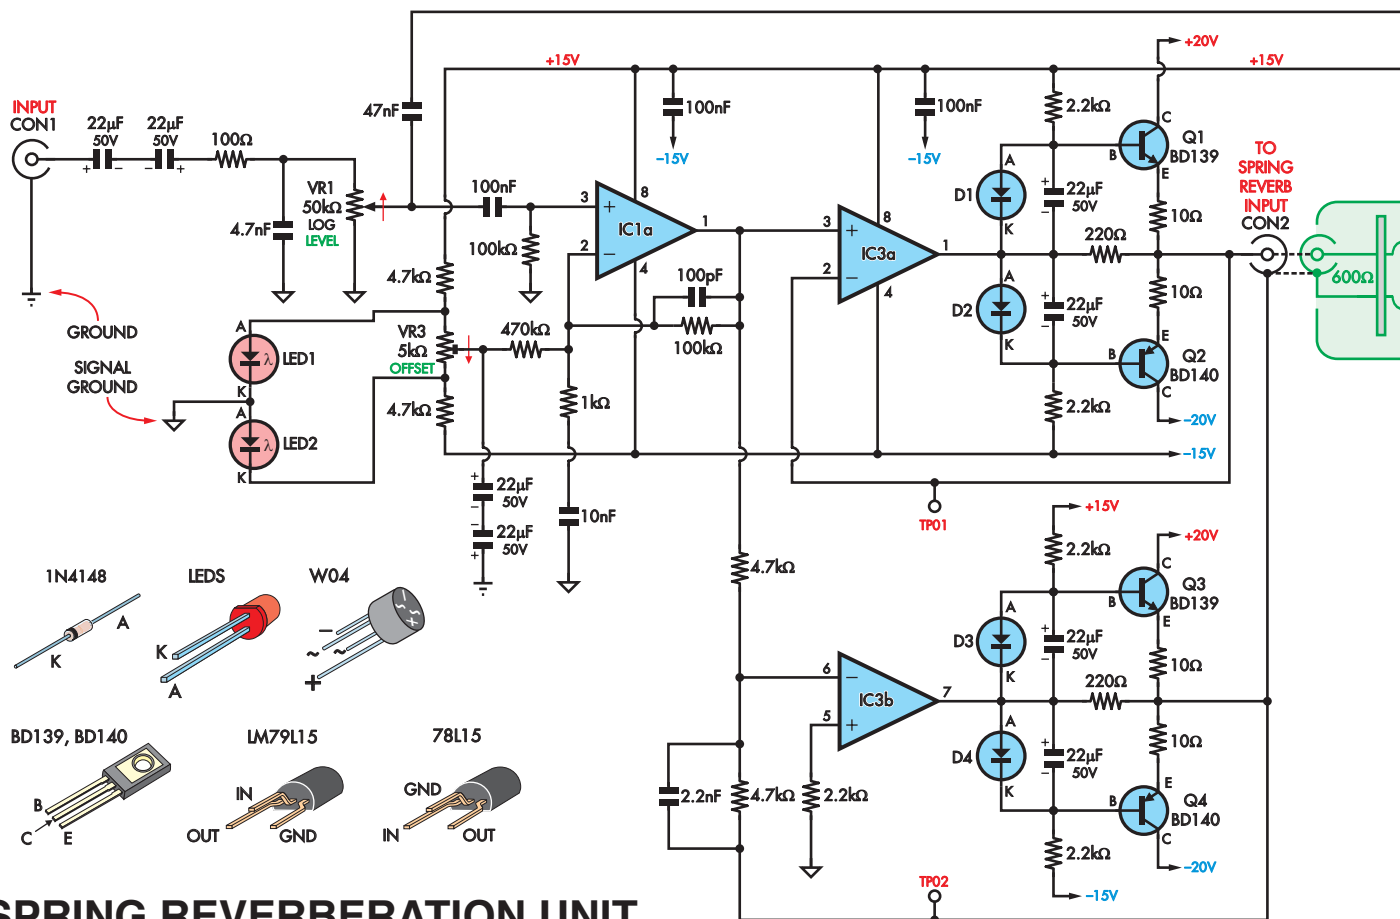 +20V
+15V
+15V
INPUT
CON1
22µF
50V
+
–
22µF
50V
–
+
100Ω
47nF
100nF
–15V
100nF
–15V
2.2kΩ
C
B
E
Q1
BD139
TO
SPRING
REVERB
INPUT
CON2
VR1
50kΩ
LOG
LEVEL
4.7nF
100nF
100kΩ
3
+
2
–
8
IC1a
1
4
3
+
2
–
8
IC3a
1
4
A
D1
K
+
22µF
–
50V
10Ω
220Ω
600Ω
4.7kΩ
100pF
100kΩ
A
D2
K
+
22µF
–
50V
10Ω
GROUND
A
LED1
K
VR3
5kΩ
OFFSET
470kΩ
E
B
Q2
BD140
C
SIGNAL
GROUND
A
LED2
K
4.7kΩ
1kΩ
2.2kΩ
–20V
–15V
+
22µF
–
50V
–
22µF
+
50V
10nF
TP01
+15V
+20V
2.2kΩ
4.7kΩ
C
B
E
Q3
BD139
1N4148
A
K
LEDS
K
A
W04
–
~
~
+
–
~
~
+
A
D3
K
+
22µF
–
50V
10Ω
220Ω
6
–
5
+
IC3b
7
A
D4
K
+
22µF
–
50V
10Ω
BD139, BD140
B
C
E
LM79L15
IN
OUT
GND
78L15
GND
IN
OUT
2.2nF
4.7kΩ
2.2kΩ
E
B
Q4
BD140
C
2.2kΩ
–20V
–15V
TP02
SPRING REVERBERATION UNIT